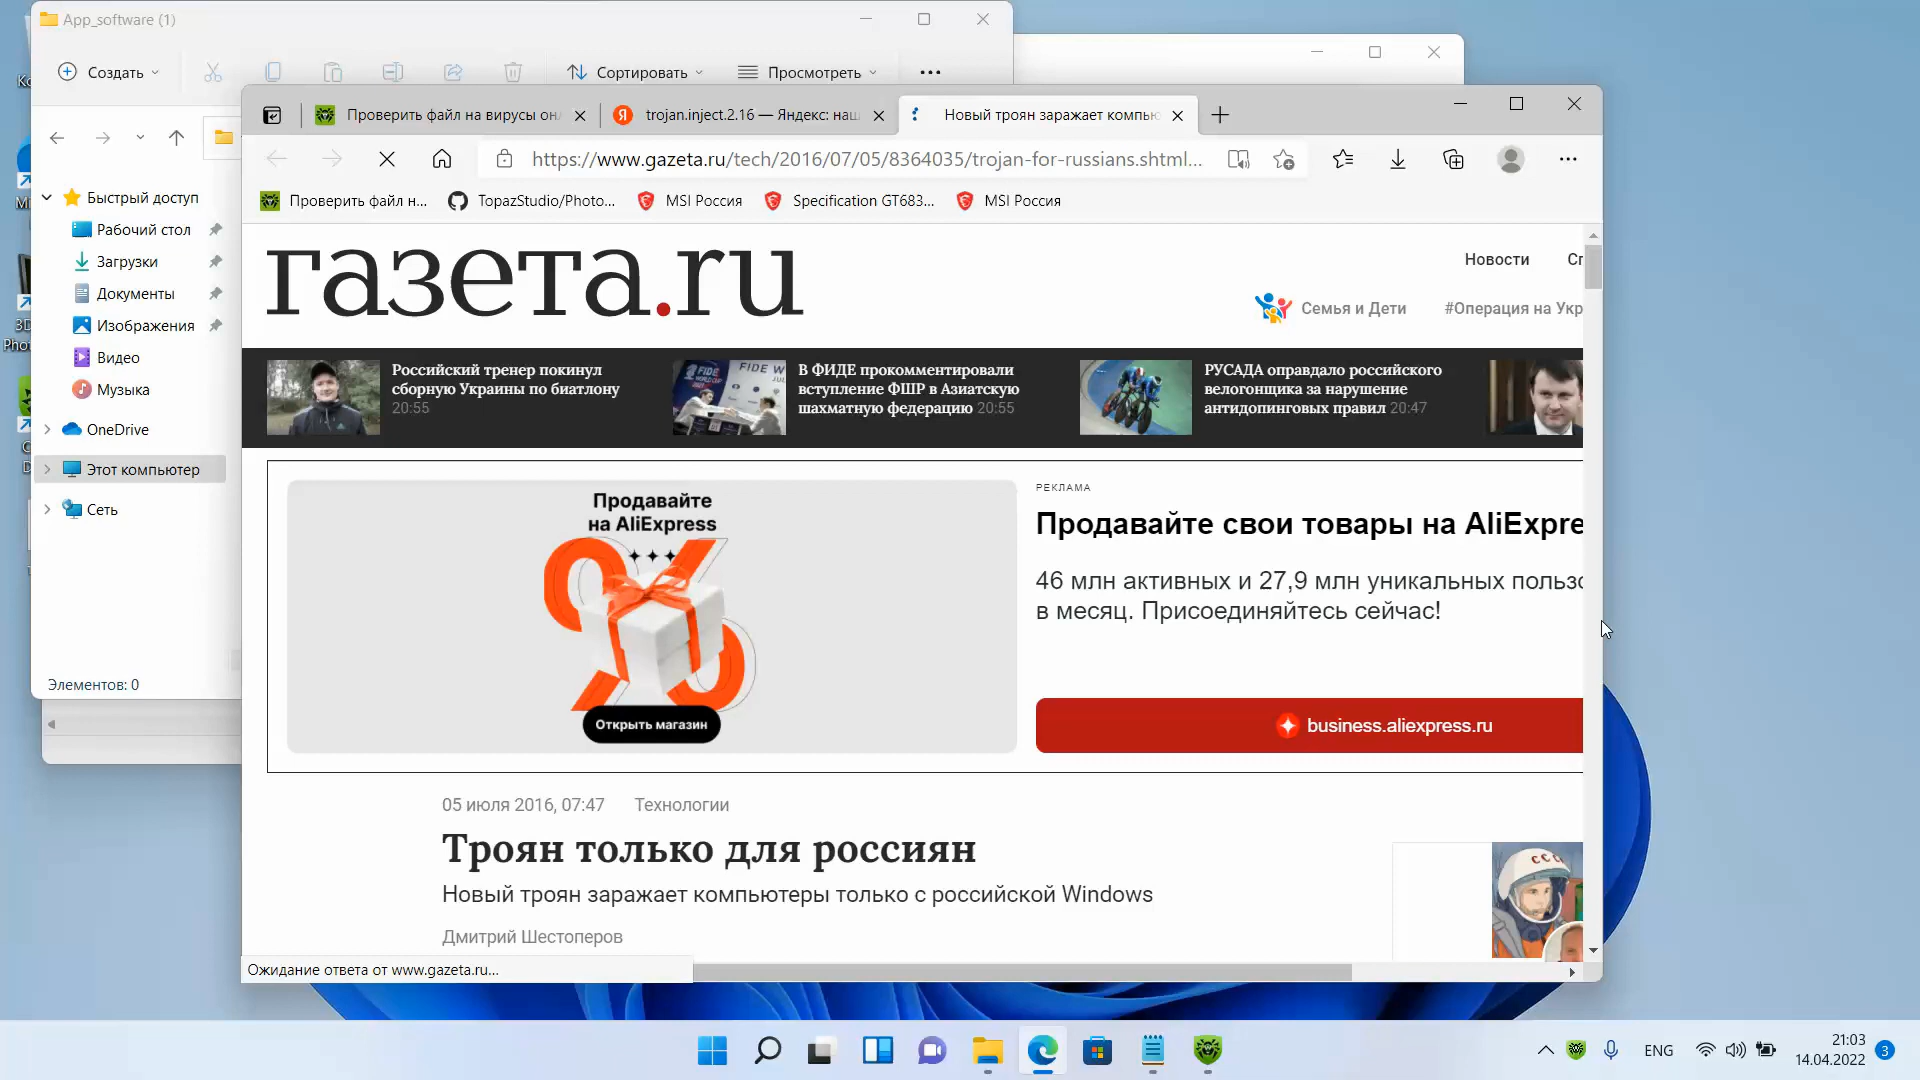 App_software (1)
Создать
Сортировать
Просмотреть
Проверить файл на вирусы онл
trojan.inject.2.16 — Яндекс: наш
Новый троян заражает компью
https://www.gazeta.ru/tech/2016/07/05/8364035/trojan-for-russians.shtml...
Проверить файл н...
TopazStudio/Photo...
MSI Россия
Specification GT683...
MSI Россия
Быстрый доступ
Рабочий стол
Загрузки
Документы
Изображения
Видео
Музыка
OneDrive
Этот компьютер
Сеть
Элементов: 0
газета.ru
Новости
Сп
Семья и Дети
#Операция на Укр
Российский тренер покинул
сборную Украины по биатлону
20:55
В ФИДЕ прокомментировали
вступление ФШР в Азиатскую
шахматную федерацию 20:55
РУСАДА оправдало российского
велогонщика за нарушение
антидопинговых правил 20:47
Продавайте
на AliExpress
Открыть магазин
РЕКЛАМА
Продавайте свои товары на AliExpre
46 млн активных и 27,9 млн уникальных пользо
в месяц. Присоединяйтесь сейчас!
business.aliexpress.ru
05 июля 2016, 07:47
Технологии
Троян только для россиян
Новый троян заражает компьютеры только с российской Windows
Дмитрий Шестоперов
Ожидание ответа от www.gazeta.ru...
ENG
21:03
14.04.2022
3